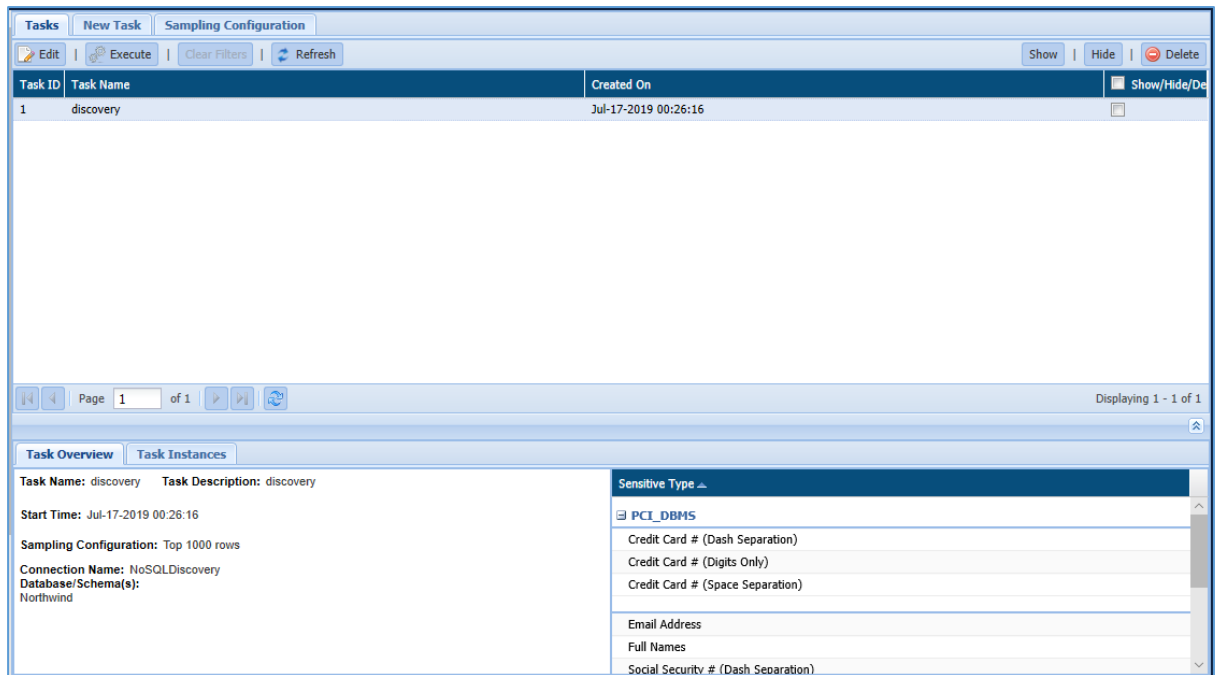 Tasks New Task Sampling Configuration
Edit | Execute | Clear Filters | Refresh Show | Hide | Delete
Task ID Task Name Created On Show/Hide/De
1 discovery Jul-17-2019 00:26:16
Page 1 of 1 Displaying 1 - 1 of 1
Task Overview Task Instances
Task Name: discovery Task Description: discovery
Start Time: Jul-17-2019 00:26:16
Sampling Configuration: Top 1000 rows
Connection Name: NoSQLDiscovery
Database/Schema(s):
Northwind
Sensitive Type
PCI_DBMS
Credit Card # (Dash Separation)
Credit Card # (Digits Only)
Credit Card # (Space Separation)
Email Address
Full Names
Social Security # (Dash Separation)